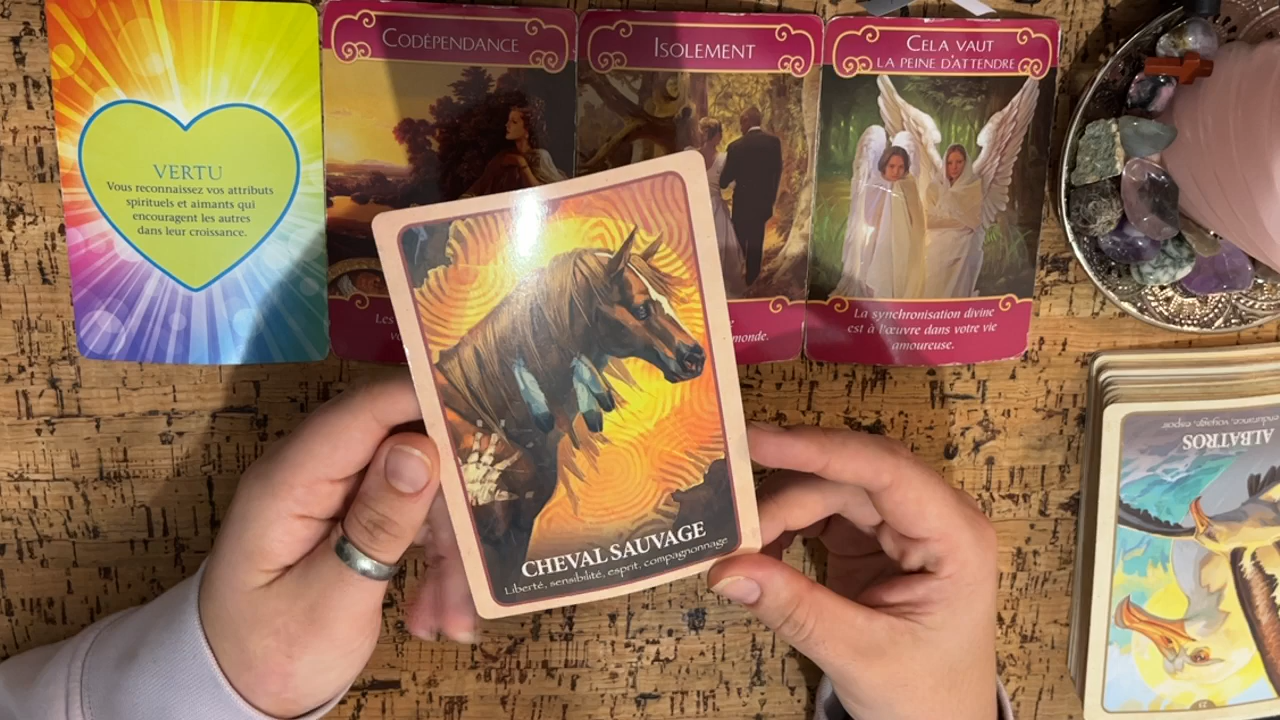 VERTU
Vous reconnaissez vos attributs
spirituels et aimants qui
encouragent les autres
dans leur croissance.
CODÉPENDANCE
Les
ISOLEMENT
monde.
CELA VAUT
LA PEINE D'ATTENDRE
La synchronisation divine
est à l'œuvre dans votre vie
amoureuse.
CHEVAL SAUVAGE
Liberté, sensibilité, esprit, compagnonnage
ALBATROS
endurance, voyage, espoir